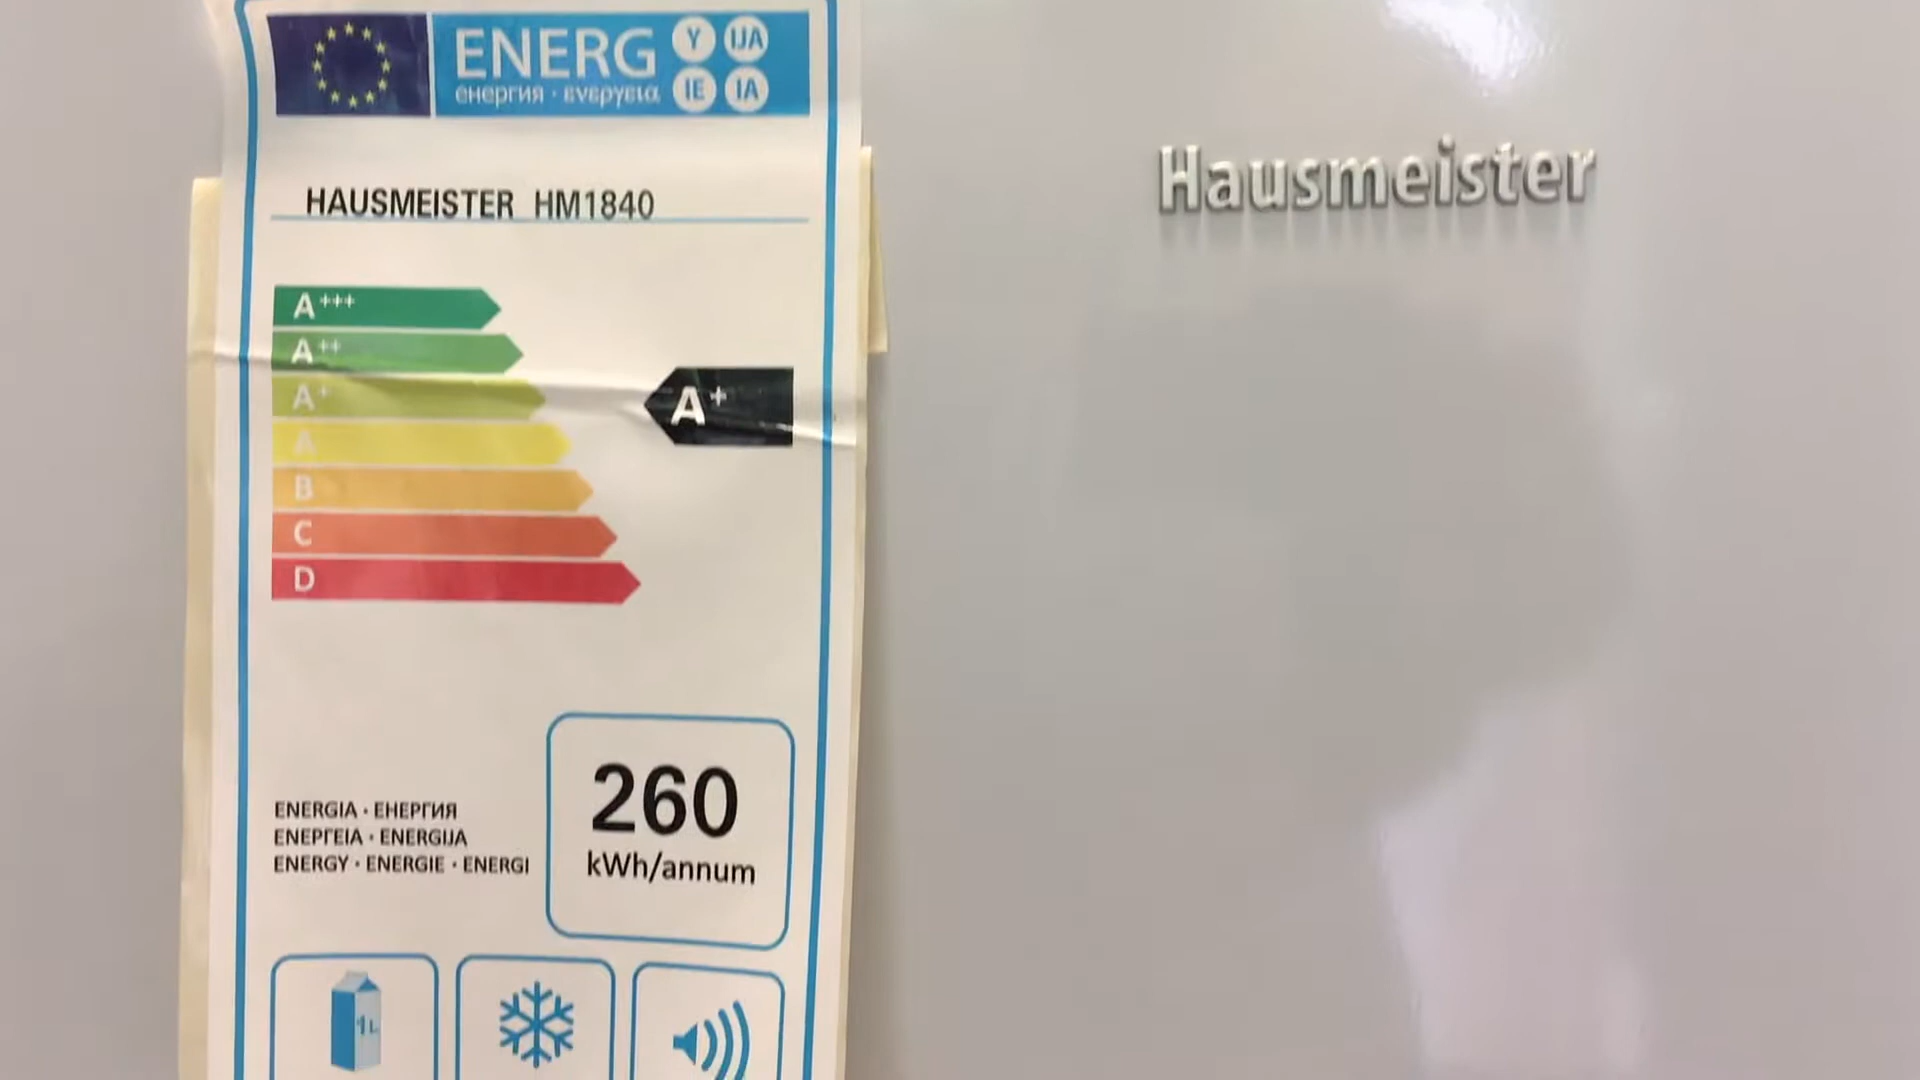 ENERG Y IJA
енергия · ενεργεια IE IA
HAUSMEISTER HM1840
Hausmeister
A+++
A++
A+
A+
A
B
C
D
260
kWh/annum
ENERGIA · ЕНЕРГИЯ
ΕΝΕΡΓΕΙΑ · ENERGIJA
ENERGY · ENERGIE · ENERGI
1L